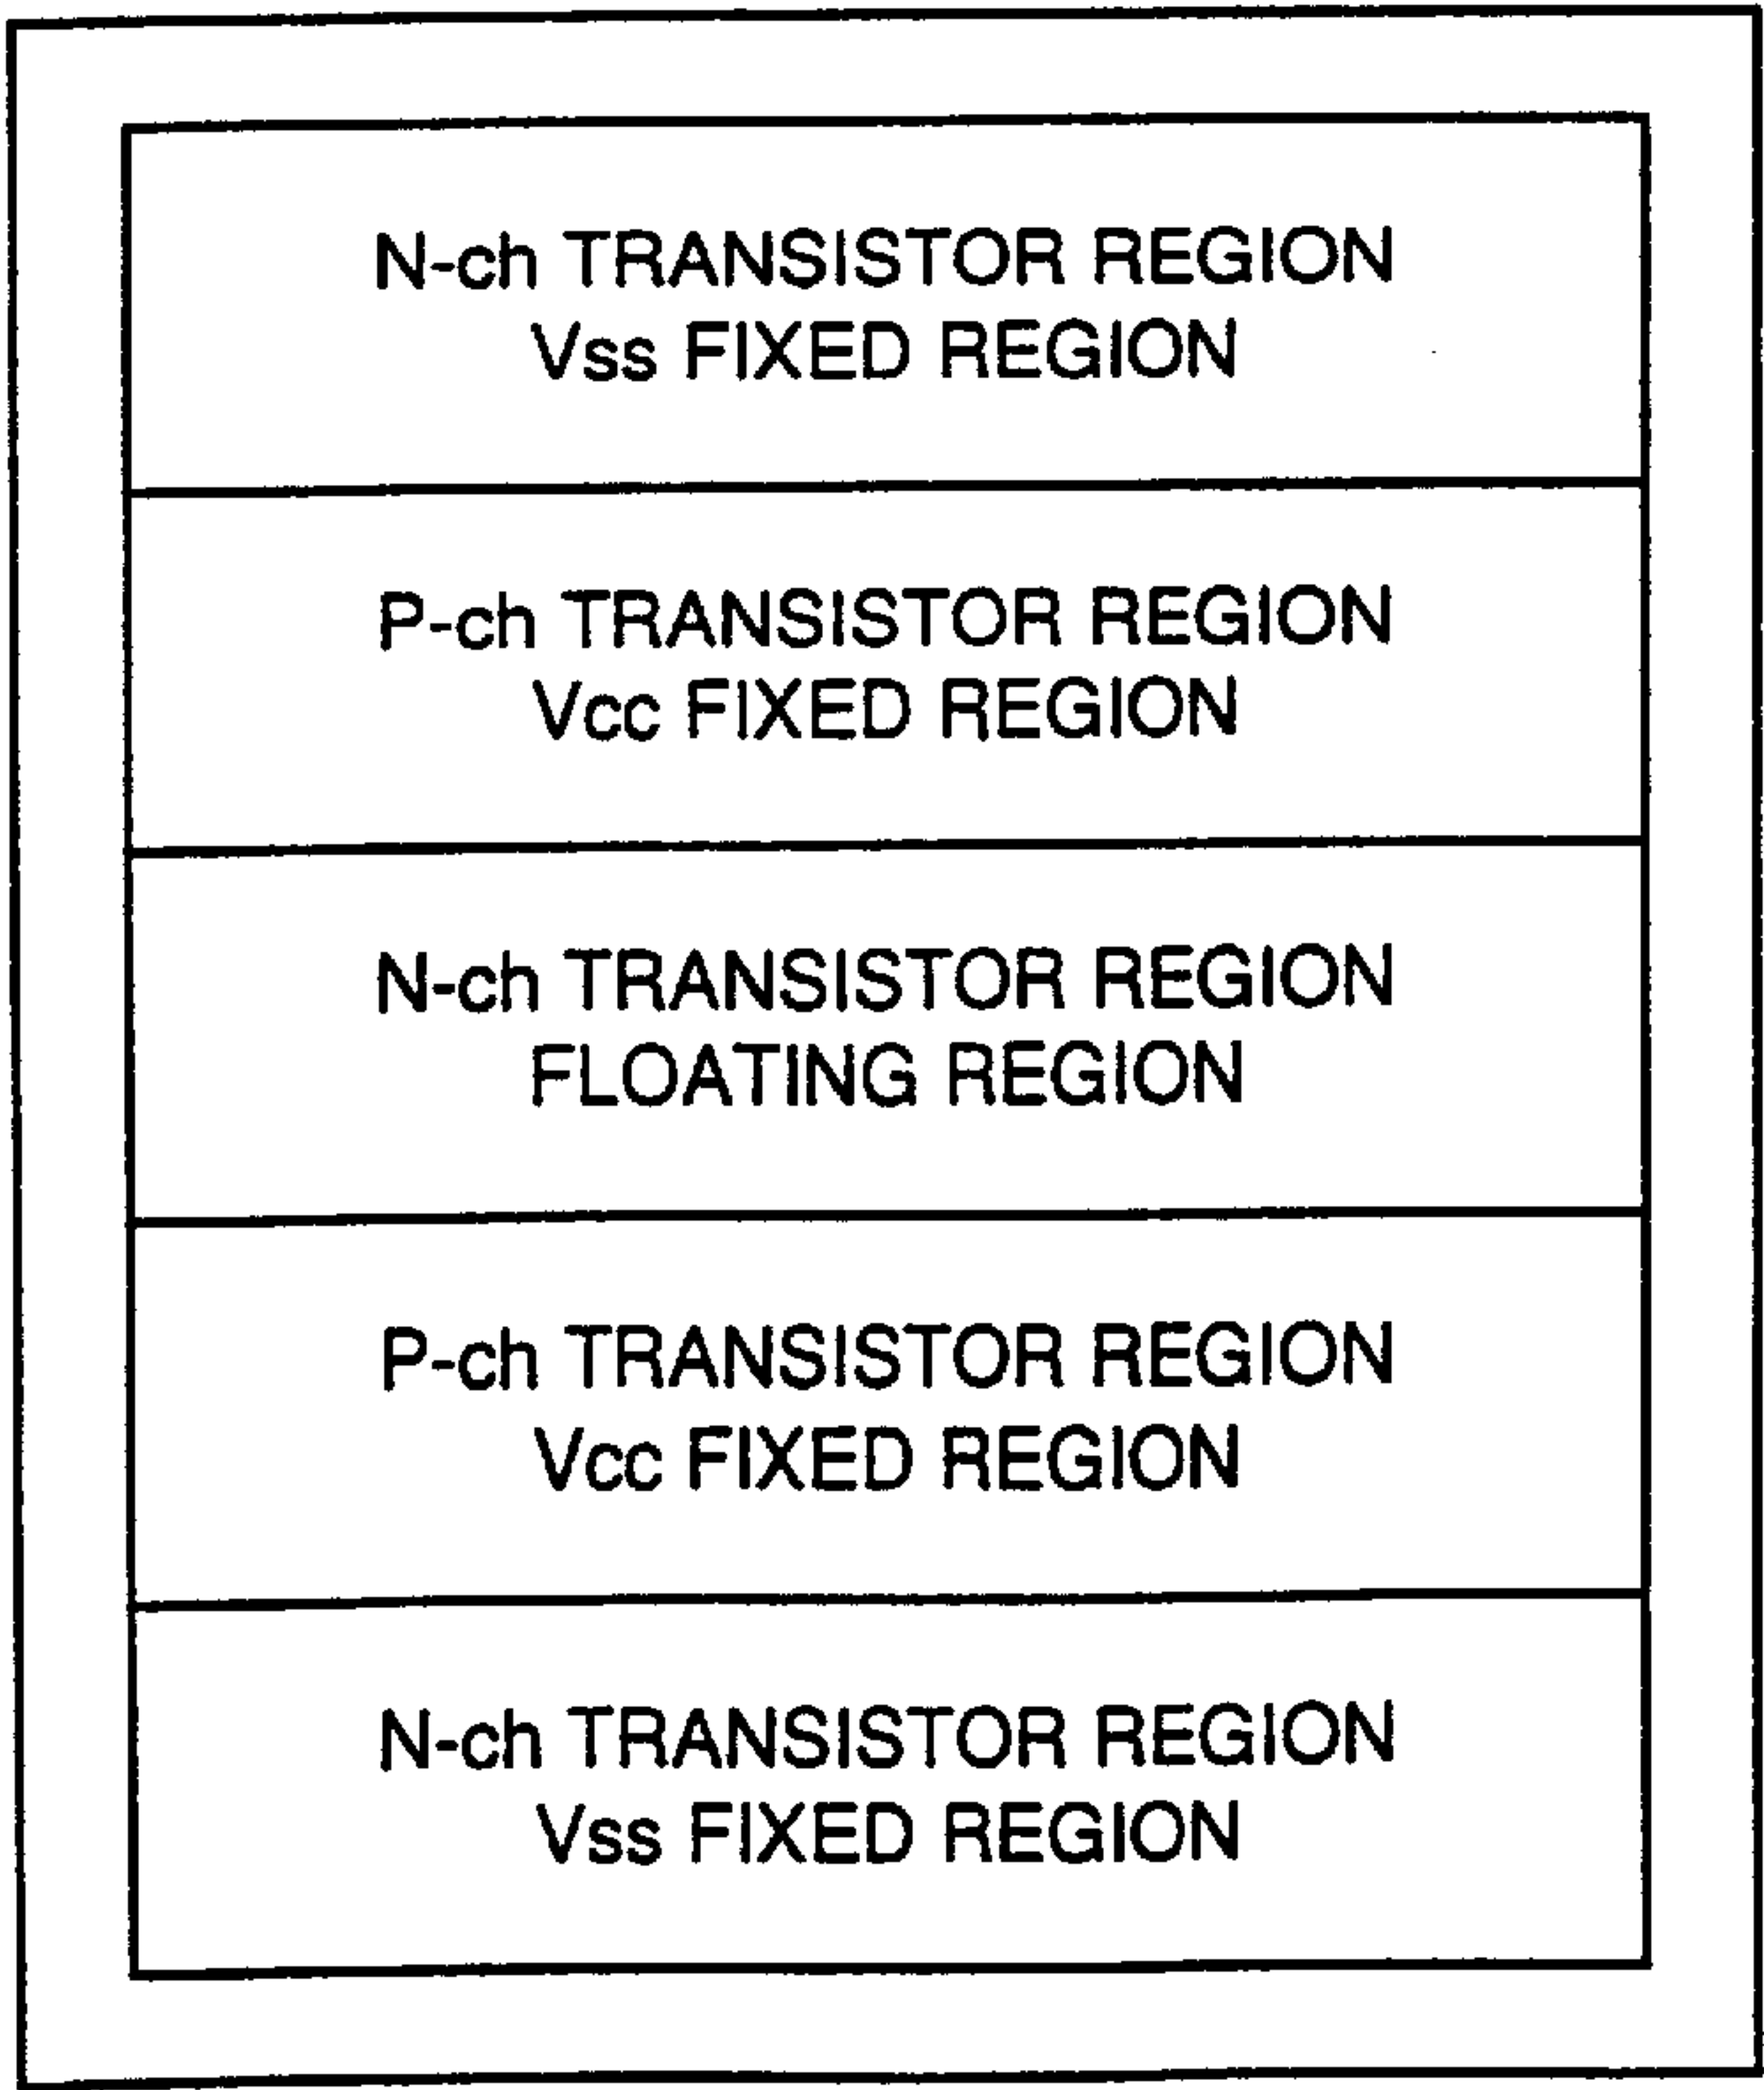 N-ch TRANSISTOR REGION
Vss FIXED REGION
P-ch TRANSISTOR REGION
Vcc FIXED REGION
N-ch TRANSISTOR REGION
FLOATING REGION
P-ch TRANSISTOR REGION
Vcc FIXED REGION
N-ch TRANSISTOR REGION
Vss FIXED REGION